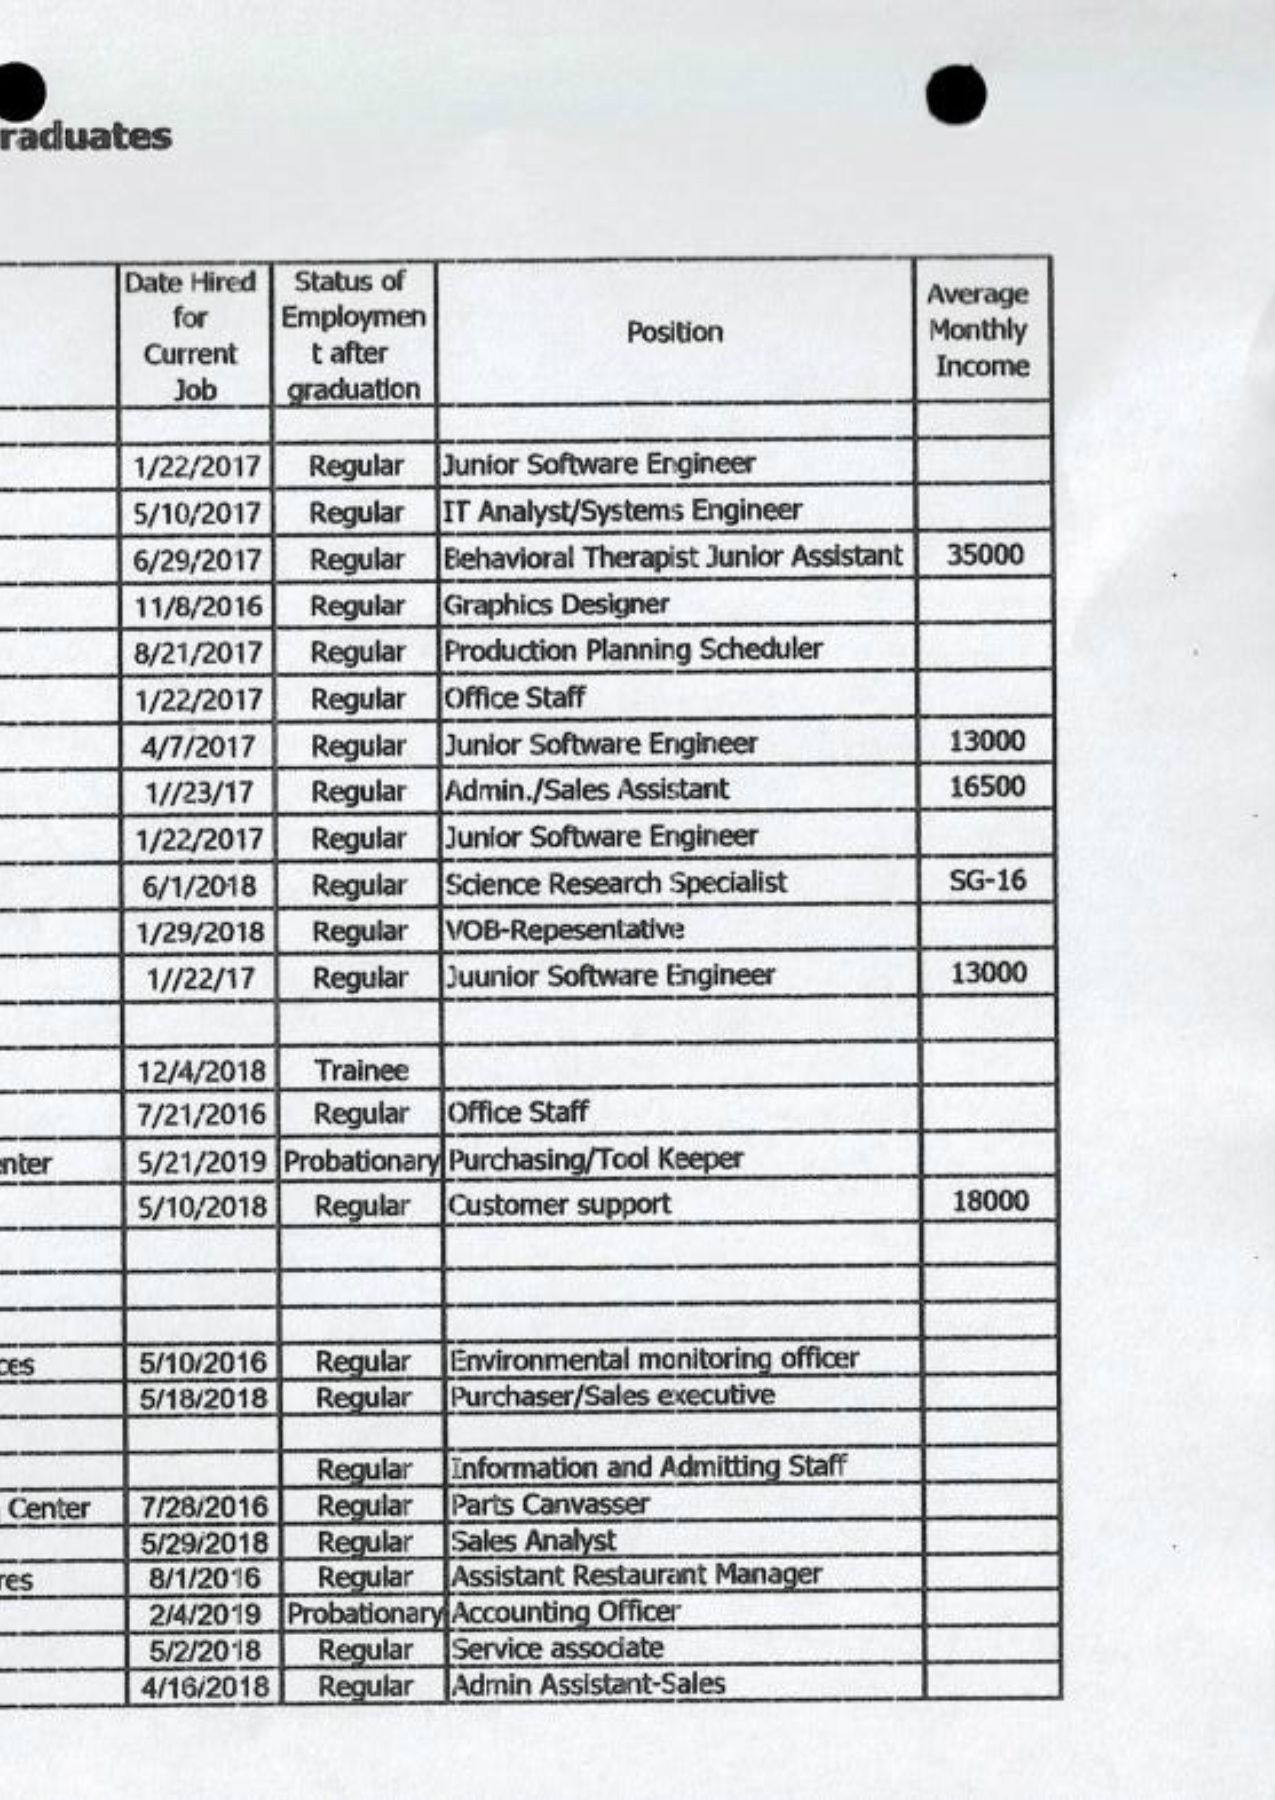 raduates
Date Hired for Current Job Status of Employmen t after graduation Position Average Monthly Income
1/22/2017 Regular Junior Software Engineer
5/10/2017 Regular IT Analyst/Systems Engineer
6/29/2017 Regular Behavioral Therapist Junior Assistant 35000
11/8/2016 Regular Graphics Designer
8/21/2017 Regular Production Planning Scheduler
1/22/2017 Regular Office Staff
4/7/2017 Regular Junior Software Engineer 13000
1//23/17 Regular Admin./Sales Assistant 16500
1/22/2017 Regular Junior Software Engineer
6/1/2018 Regular Science Research Specialist SG-16
1/29/2018 Regular VOB-Repesentative
1//22/17 Regular Juunior Software Engineer 13000
12/4/2018 Trainee
7/21/2016 Regular Office Staff
enter 5/21/2019 Probationary Purchasing/Tool Keeper
5/10/2018 Regular Customer support 18000
ces 5/10/2016 Regular Environmental monitoring officer
5/18/2018 Regular Purchaser/Sales executive
Regular Information and Admitting Staff
Center 7/28/2016 Regular Parts Canvasser
5/29/2018 Regular Sales Analyst
res 8/1/2016 Regular Assistant Restaurant Manager
2/4/2019 Probationary Accounting Officer
5/2/2018 Regular Service associate
4/16/2018 Regular Admin Assistant-Sales